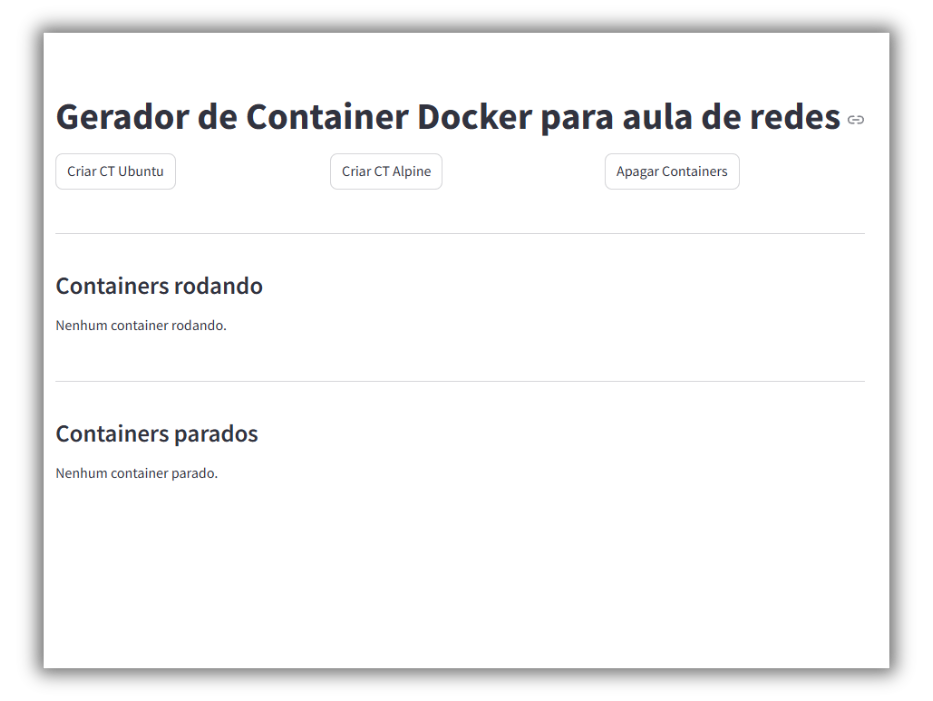 Gerador de Container Docker para aula de redes
Criar CT Ubuntu
Criar CT Alpine
Apagar Containers
Containers rodando
Nenhum container rodando.
Containers parados
Nenhum container parado.